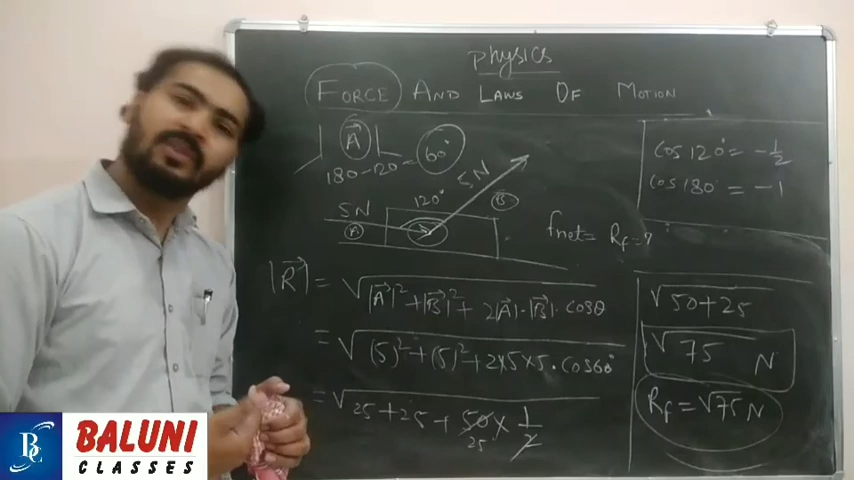 Physics
FORCE AND LAWS OF MOTION
|A⃗|
180-120 = 60°
5N
120°
5N
A
B
fnet = Rf = ?
cos 120° = -1/2
cos 180° = -1
|R⃗| = √|A⃗|² + |B⃗|² + 2|A⃗|·|B⃗|·cosθ
= √(5)² + (5)² + 2×5×5·cos60°
= √25 + 25 + 50 × 1/2
25
√50+25
√75 N
Rf = √75 N
BC
BALUNI
CLASSES